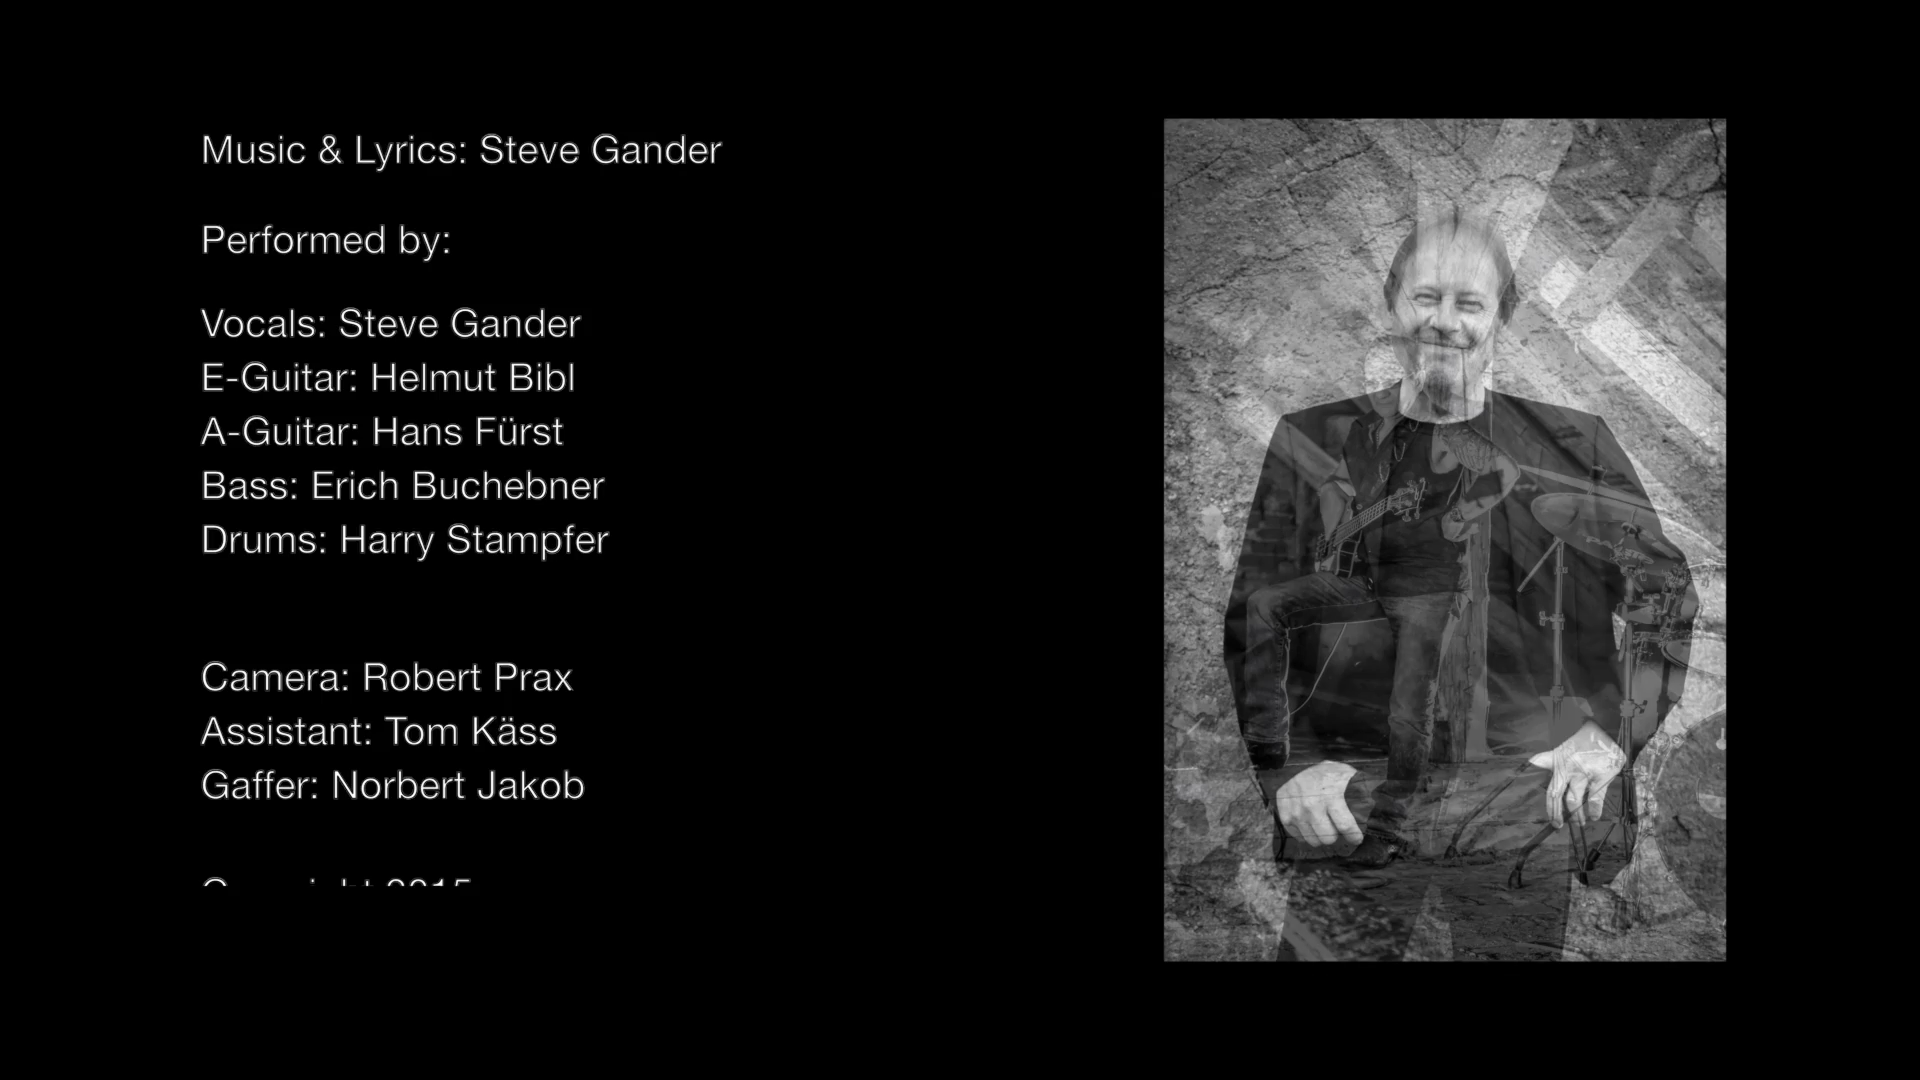 Music & Lyrics: Steve Gander
Performed by:
Vocals: Steve Gander
E-Guitar: Helmut Bibl
A-Guitar: Hans Fürst
Bass: Erich Buchebner
Drums: Harry Stampfer
Camera: Robert Prax
Assistant: Tom Käss
Gaffer: Norbert Jakob